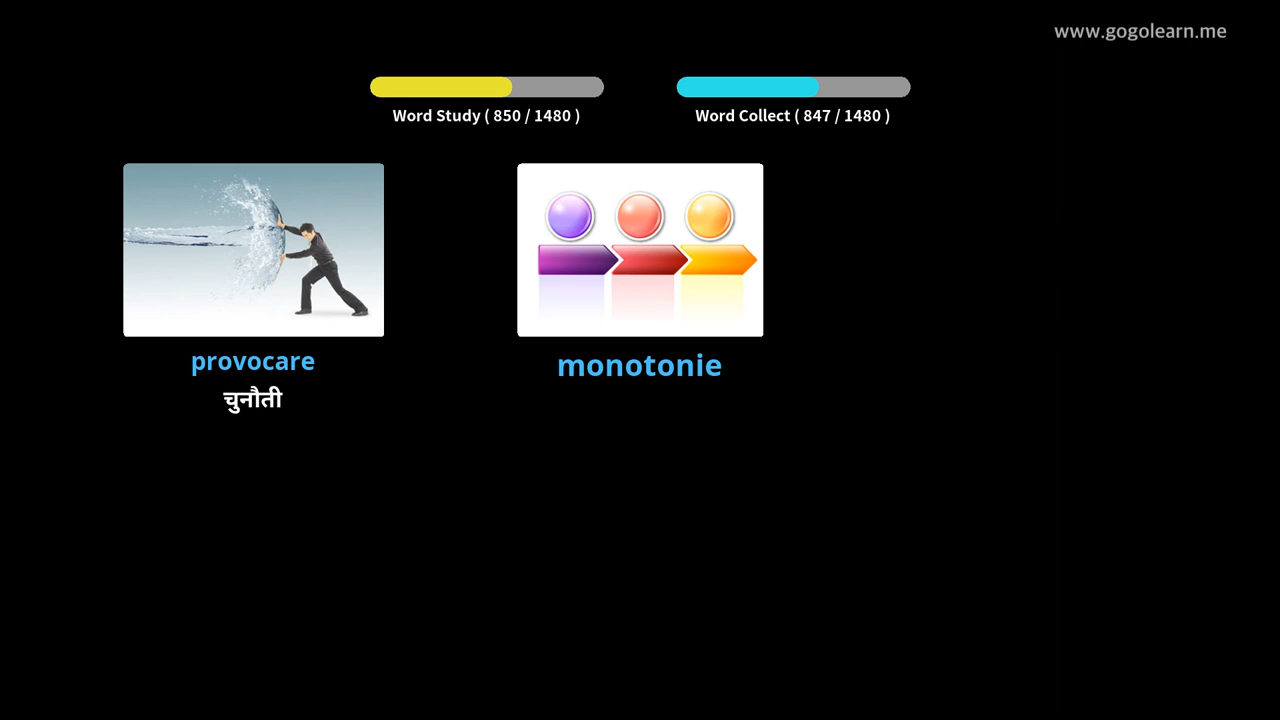 www.gogolearn.me
Word Study ( 850 / 1480 )
Word Collect ( 847 / 1480 )
provocare
चुनौती
monotonie